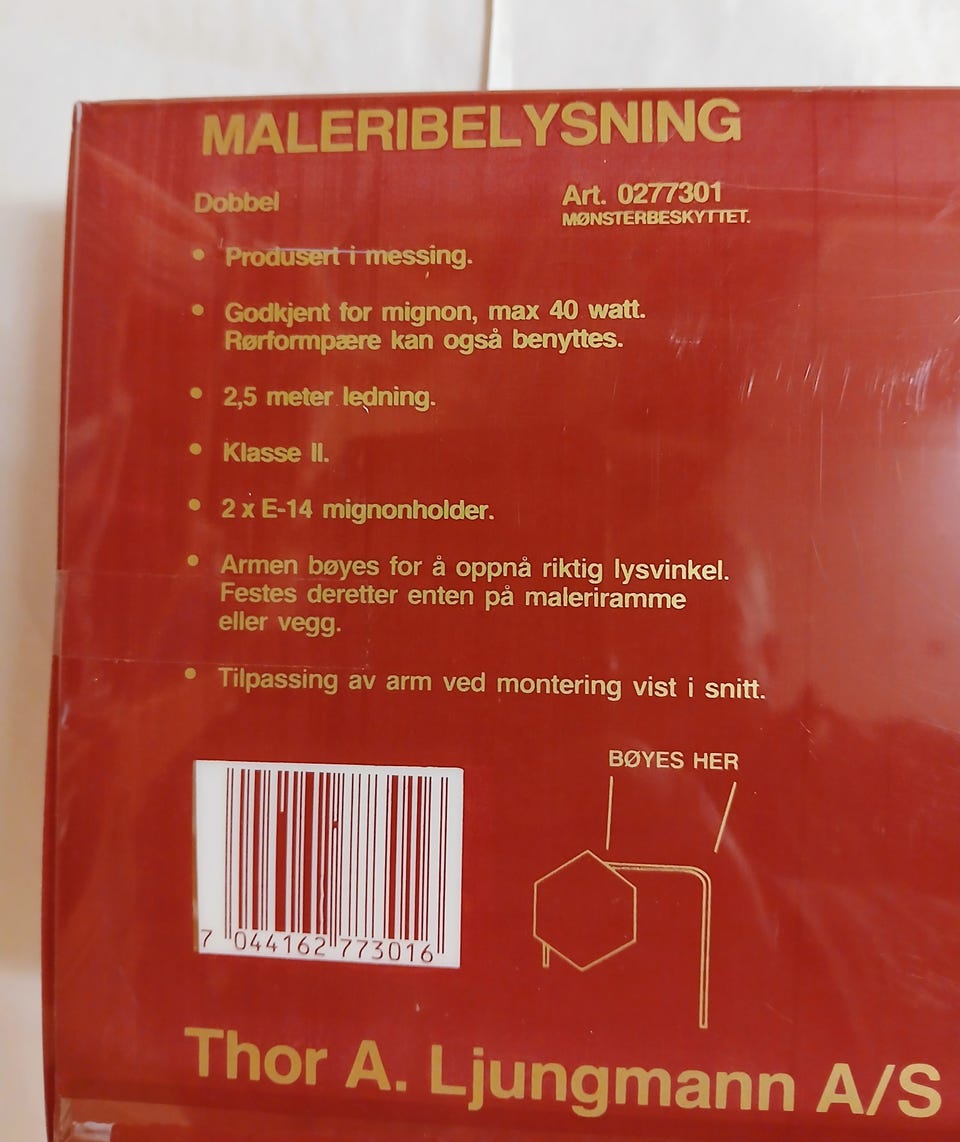 MALERIBELYSNING
Dobbel
Art. 0277301
MØNSTERBESKYTTET.
• Produsert i messing.
• Godkjent for mignon, max 40 watt.
Rørformpære kan også benyttes.
• 2,5 meter ledning.
• Klasse II.
• 2 x E-14 mignonholder.
• Armen bøyes for å oppnå riktig lysvinkel.
Festes deretter enten på maleriramme
eller vegg.
• Tilpassing av arm ved montering vist i snitt.
BØYES HER
7 044162 773016
Thor A. Ljungmann A/S